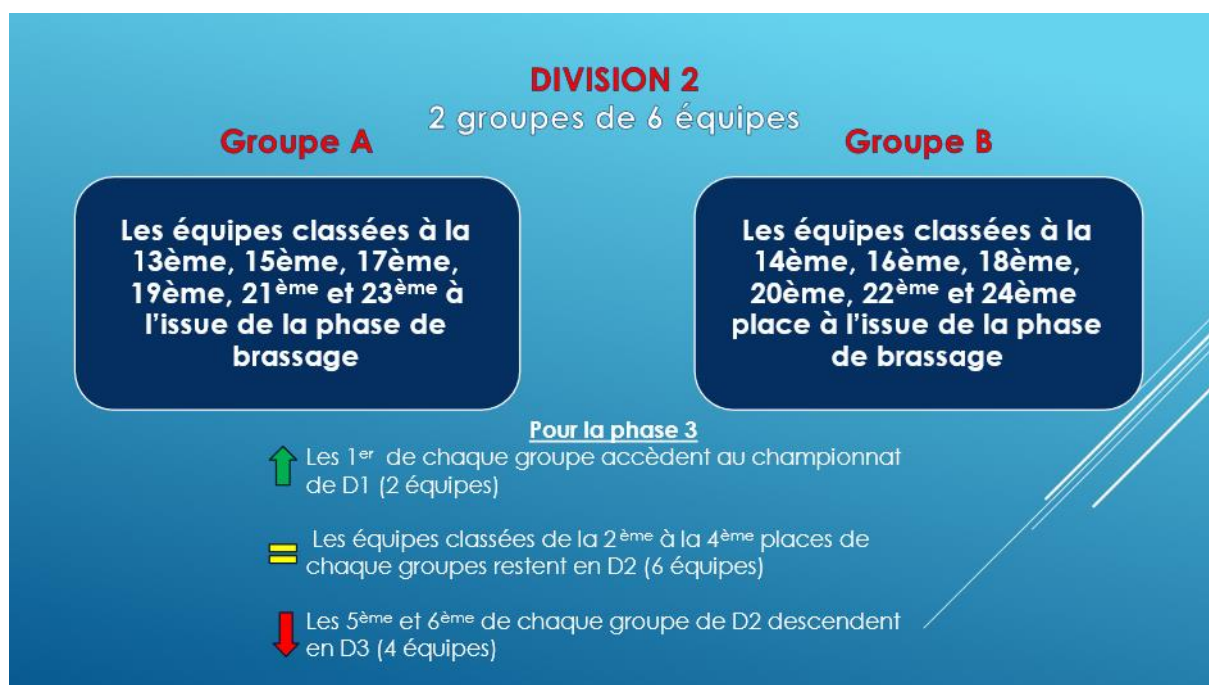 DIVISION 2
2 groupes de 6 équipes
Groupe A
Groupe B
Les équipes classées à la
13ème, 15ème, 17ème,
19ème, 21ème et 23ème à
l'issue de la phase de
brassage
Les équipes classées à la
14ème, 16ème, 18ème,
20ème, 22ème et 24ème
place à l'issue de la phase
de brassage
Pour la phase 3
Les 1er de chaque groupe accèdent au championnat
de D1 (2 équipes)
Les équipes classées de la 2ème à la 4ème places de
chaque groupes restent en D2 (6 équipes)
Les 5ème et 6ème de chaque groupe de D2 descendent
en D3 (4 équipes)